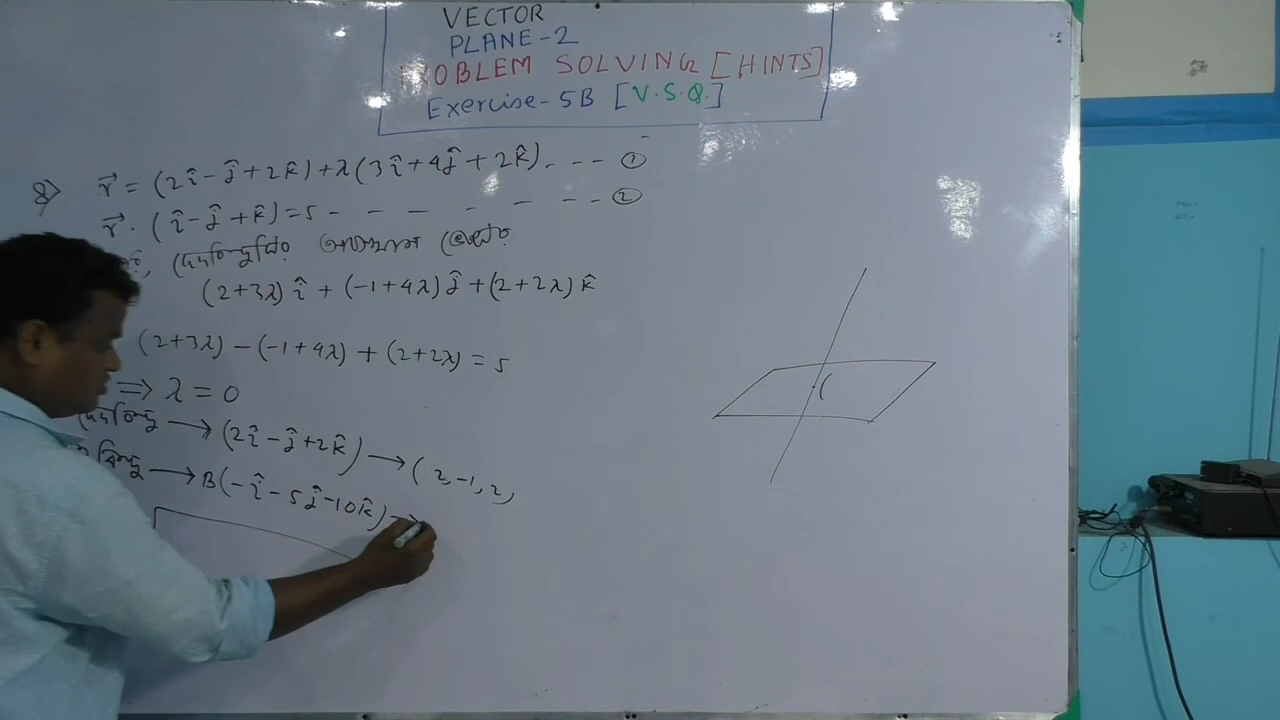 VECTOR
PLANE-2
PROBLEM SOLVING [HINTS]
Exercise-5B [V.S.Q.]
8> r⃗ = (2î-ĵ+2k̂)+λ(3î+4ĵ+2k̂). --- ①
r⃗.(î-ĵ+k̂)=5 - - - - - - - ②
(2+3λ)î + (-1+4λ)ĵ+(2+2λ)k̂
(2+3λ) - (-1+4λ) + (2+2λ) = 5
⇒ λ = 0
→ (2î-ĵ+2k̂) → (2,-1,2)
→ B(-î-5ĵ-10k̂) →